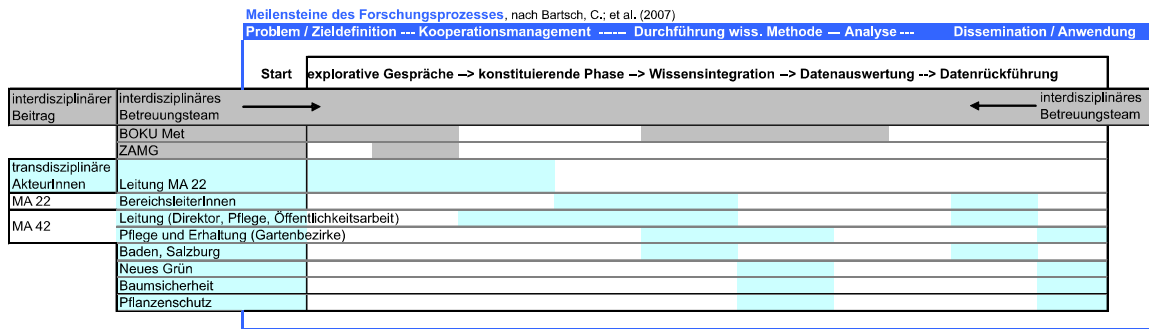 Meilensteine des Forschungsprozesses, nach Bartsch, C.; et al. (2007)
Problem / Zieldefinition --- Kooperationsmanagement ----- Durchführung wiss. Methode --- Analyse --- Dissemination / Anwendung
Start explorative Gespräche --> konstituierende Phase --> Wissensintegration --> Datenauswertung --> Datenrückführung
interdisziplinärer Beitrag
interdisziplinäres Betreuungsteam
interdisziplinäres Betreuungsteam
BOKU Met
ZAMG
transdisziplinäre AkteurInnen
Leitung MA 22
MA 22 BereichsleiterInnen
MA 42
Leitung (Direktor, Pflege, Öffentlichkeitsarbeit)
Pflege und Erhaltung (Gartenbezirke)
Baden, Salzburg
Neues Grün
Baumsicherheit
Pflanzenschutz